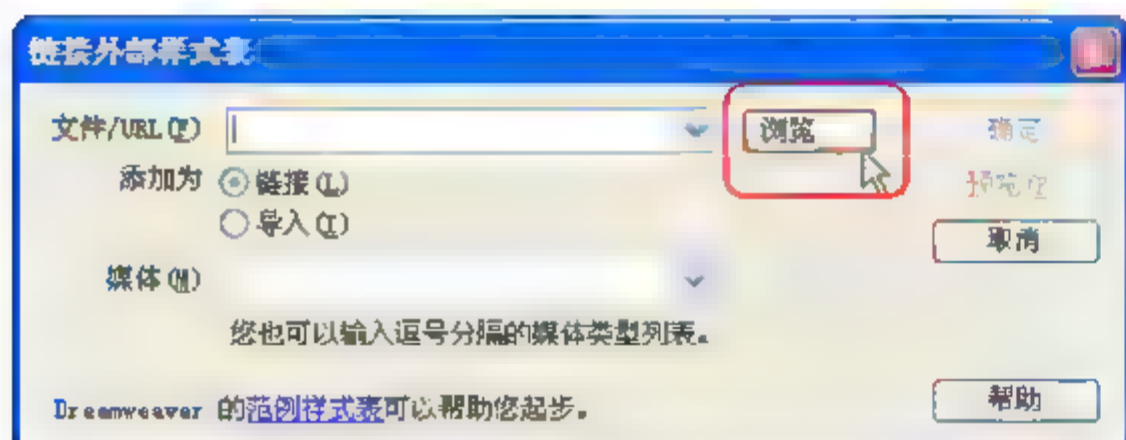 链接外部样式表
文件/URL(F) 浏览 确定
添加为 链接(L) 预览(P)
导入(I)
取消
媒体(M)
您也可以输入逗号分隔的媒体类型列表。
Dreamweaver 的范例样式表可以帮助您起步。 帮助